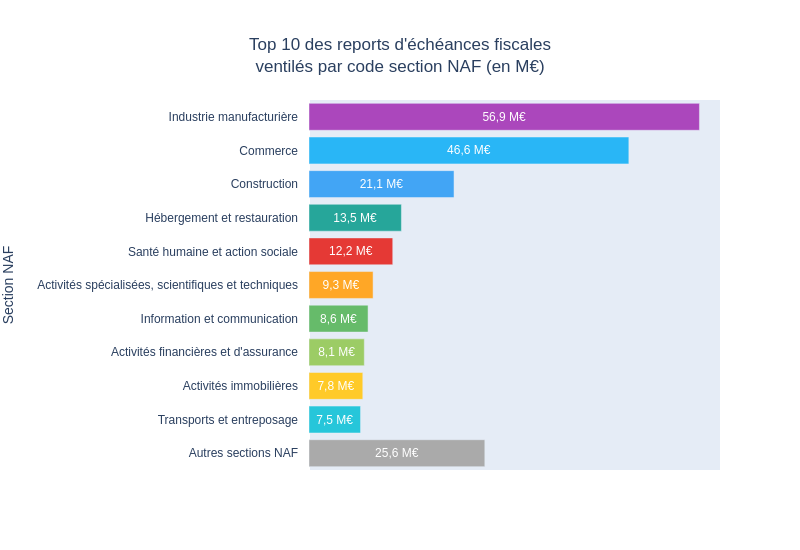 Top 10 des reports d'échéances fiscales
ventilés par code section NAF (en M€)
Section NAF
Industrie manufacturière 56,9 M€
Commerce 46,6 M€
Construction 21,1 M€
Hébergement et restauration 13,5 M€
Santé humaine et action sociale 12,2 M€
Activités spécialisées, scientifiques et techniques 9,3 M€
Information et communication 8,6 M€
Activités financières et d'assurance 8,1 M€
Activités immobilières 7,8 M€
Transports et entreposage 7,5 M€
Autres sections NAF 25,6 M€